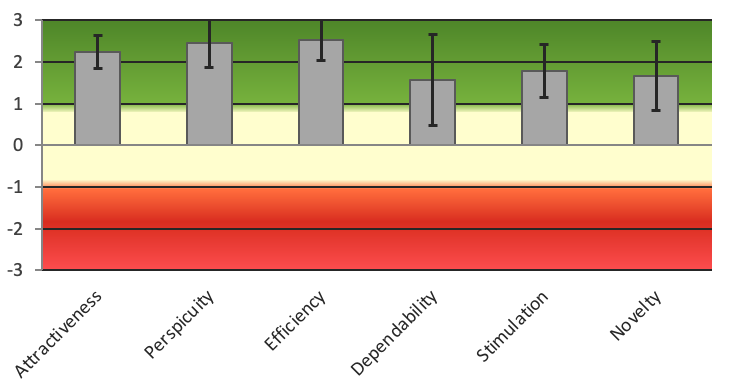 3
2
1
0
-1
-2
-3
Attractiveness
Perspicuity
Efficiency
Dependability
Stimulation
Novelty